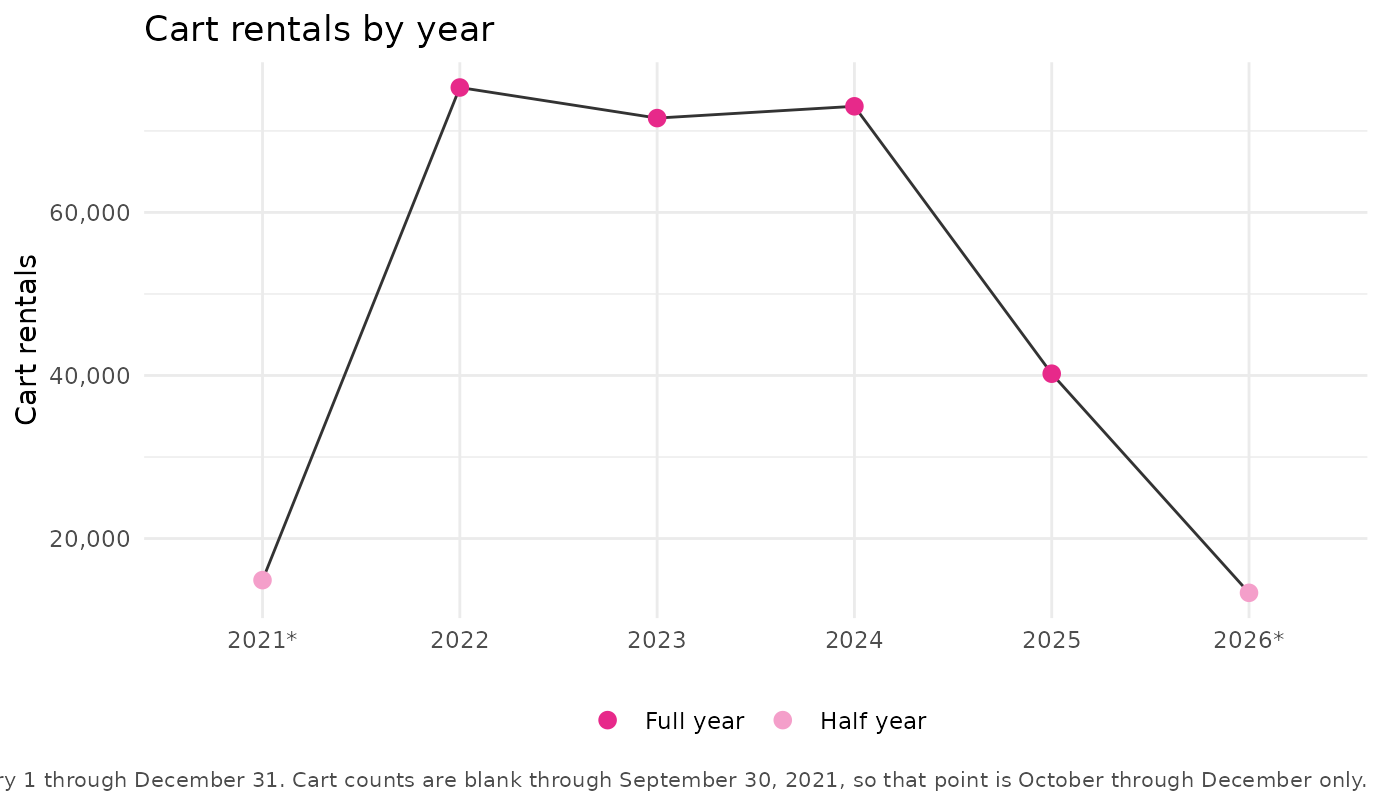 Cart rentals by year
Cart rentals
60,000
40,000
20,000
2021* 2022 2023 2024 2025 2026*
Full year Half year
1 through December 31. Cart counts are blank through September 30, 2021, so that point is October through December only.